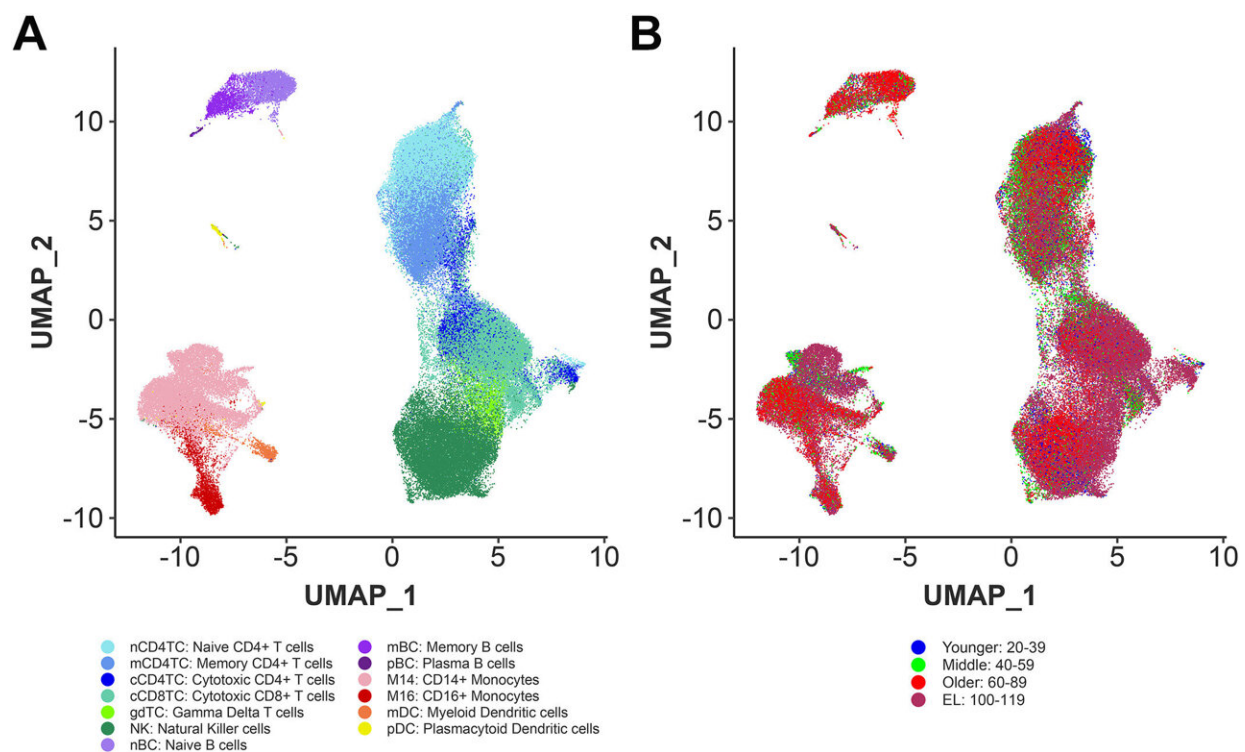 A
B
10
5
0
-5
-10
UMAP_2
-10
-5
0
5
10
UMAP_1
10
5
0
-5
-10
UMAP_2
-10
-5
0
5
10
UMAP_1
nCD4TC: Naive CD4+ T cells
mCD4TC: Memory CD4+ T cells
cCD4TC: Cytotoxic CD4+ T cells
cCD8TC: Cytotoxic CD8+ T cells
gdTC: Gamma Delta T cells
NK: Natural Killer cells
nBC: Naive B cells
mBC: Memory B cells
pBC: Plasma B cells
M14: CD14+ Monocytes
M16: CD16+ Monocytes
mDC: Myeloid Dendritic cells
pDC: Plasmacytoid Dendritic cells
Younger: 20-39
Middle: 40-59
Older: 60-89
EL: 100-119